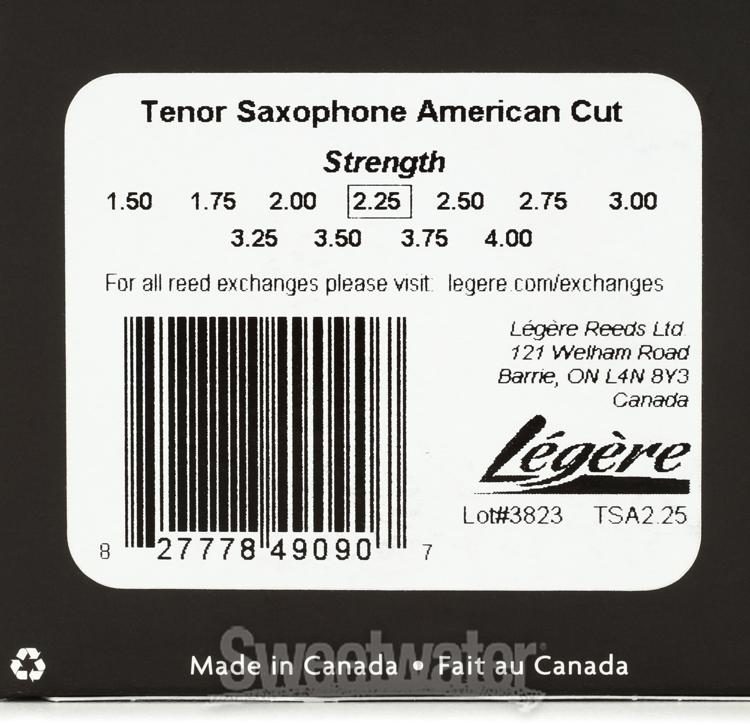 Tenor Saxophone American Cut
Strength
1.50 1.75 2.00 2.25 2.50 2.75 3.00
3.25 3.50 3.75 4.00
For all reed exchanges please visit: legere.com/exchanges
Légère Reeds Ltd.
121 Welham Road
Barrie, ON L4N 8Y3
Canada
Légère
Lot#3823 TSA2.25
8 27778 49090 7
Sweetwater
Made in Canada • Fait au Canada